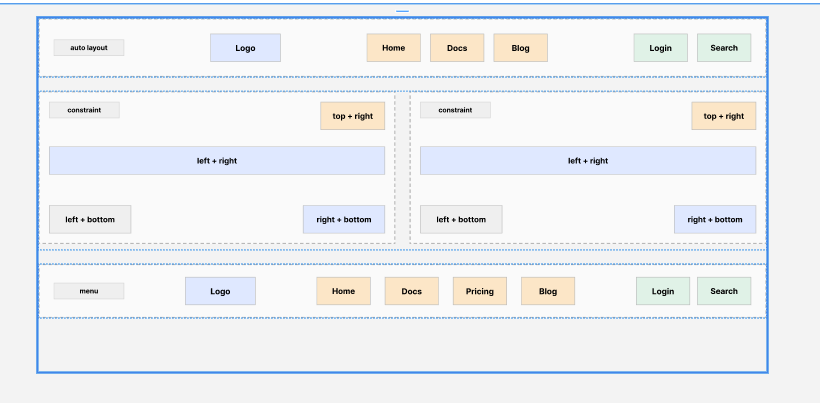 auto layout Logo Home Docs Blog Login Search
constraint top + right
left + right
left + bottom right + bottom
constraint top + right
left + right
left + bottom right + bottom
menu Logo Home Docs Pricing Blog Login Search